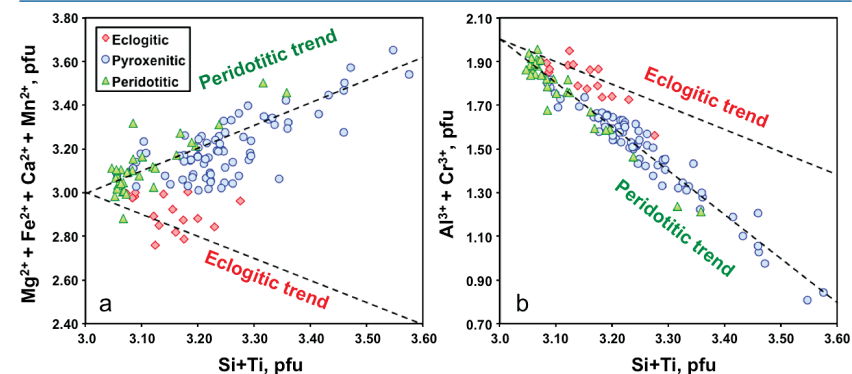 3.80
3.60
3.40
3.20
3.00
2.80
2.60
2.40
Mg²⁺ + Fe²⁺ + Ca²⁺ + Mn²⁺, pfu
Eclogitic
Pyroxenitic
Peridotitic
Peridotitic trend
Eclogitic trend
a
3.0 3.10 3.20 3.30 3.40 3.50 3.60
Si+Ti, pfu
2.10
1.90
1.70
1.50
1.30
1.10
0.90
0.70
Al³⁺ + Cr³⁺, pfu
Eclogitic trend
Peridotitic trend
b
3.0 3.10 3.20 3.30 3.40 3.50 3.60
Si+Ti, pfu